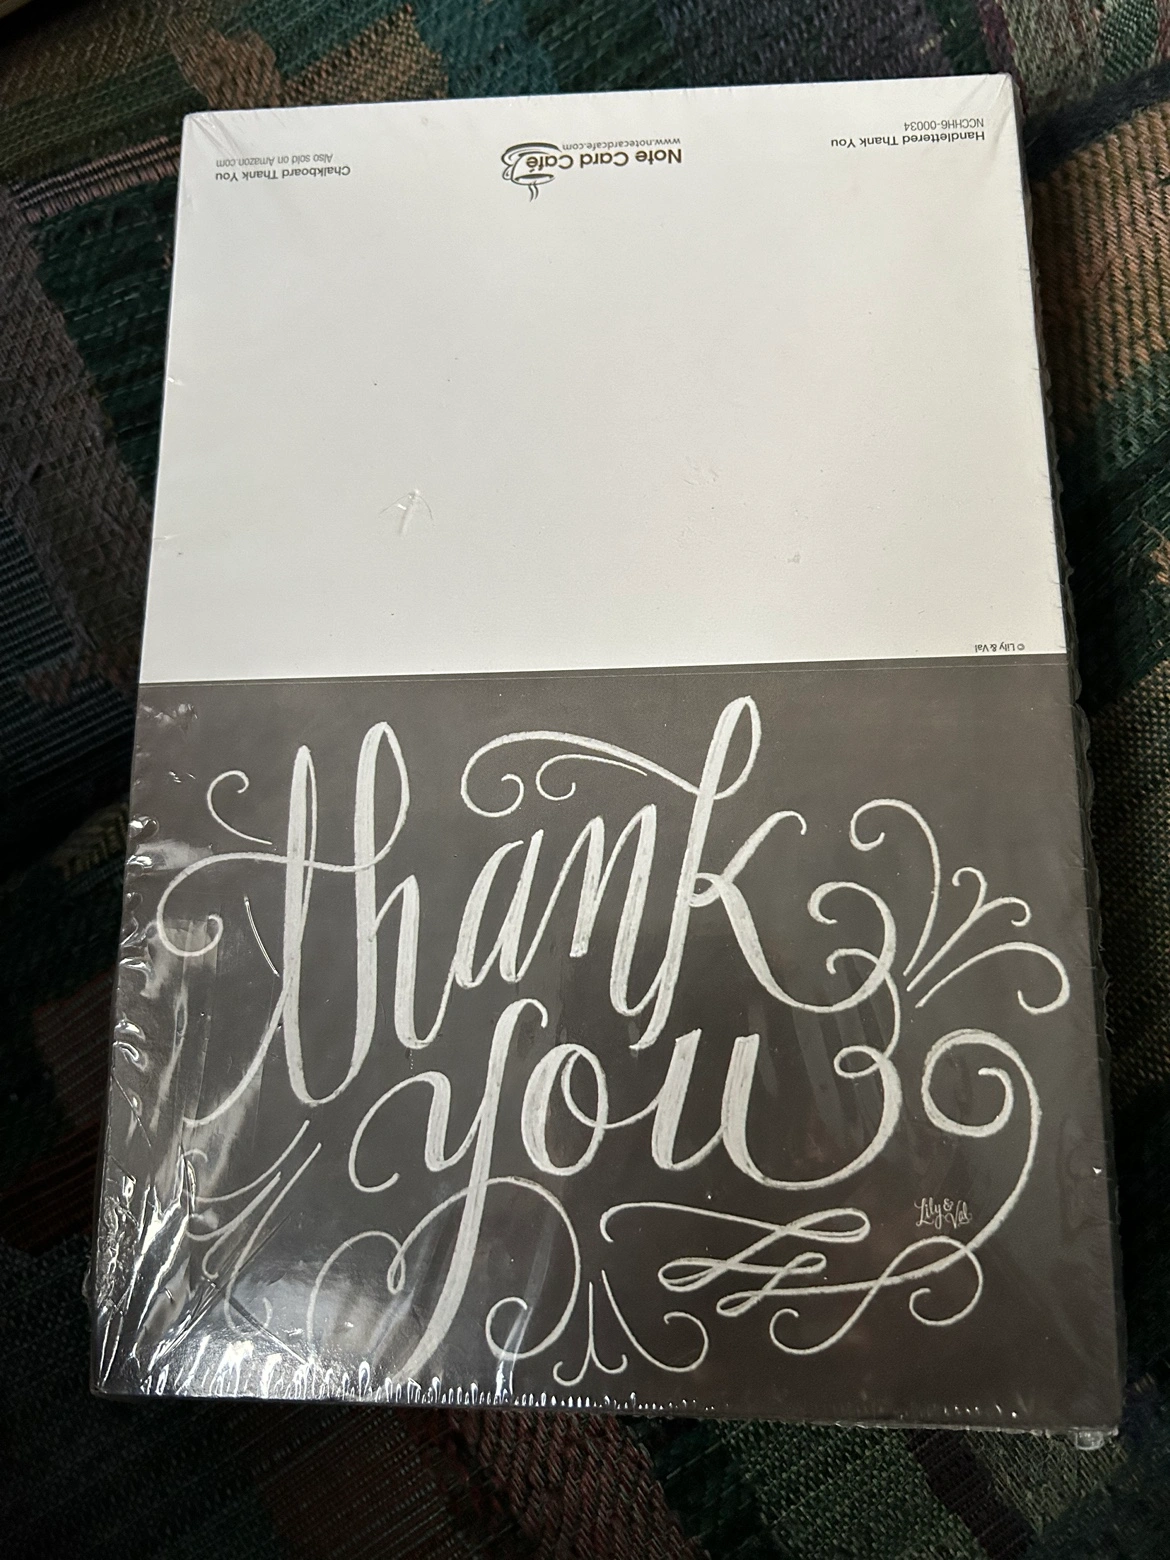 Handlettered Thank You
NCCHH6-00034
Note Card Café
www.notecardcafe.com
Chalkboard Thank You
Also sold on Amazon.com
© Lily & Val
thank
you
Lily & Val